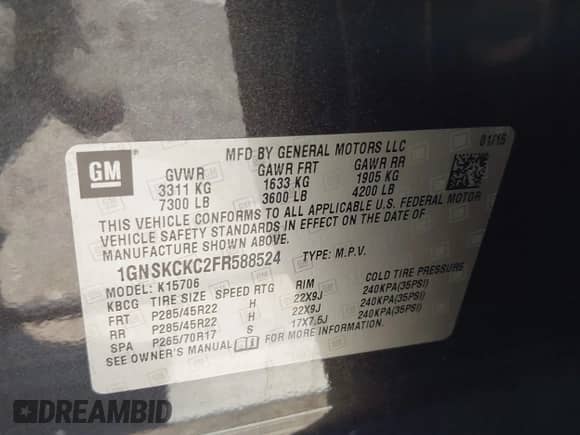 GM
MFD BY GENERAL MOTORS LLC
01/15
GVWR GAWR FRT GAWR RR
3311 KG 1633 KG 1905 KG
7300 LB 3600 LB 4200 LB
THIS VEHICLE CONFORMS TO ALL APPLICABLE U.S. FEDERAL MOTOR
VEHICLE SAFETY STANDARDS IN EFFECT ON THE DATE OF
MANUFACTURE SHOWN ABOVE.
1GNSKCKC2FR588524 TYPE: M.P.V.
MODEL: K15706
KBCG TIRE SIZE SPEED RTG RIM COLD TIRE PRESSURE
FRT P285/45R22 H 22X9J 240KPA(35PSI)
RR P285/45R22 H 22X9J 240KPA(35PSI)
SPA P265/70R17 S 17X7.5J 240KPA(35PSI)
SEE OWNER'S MANUAL FOR MORE INFORMATION.
DREAMBID